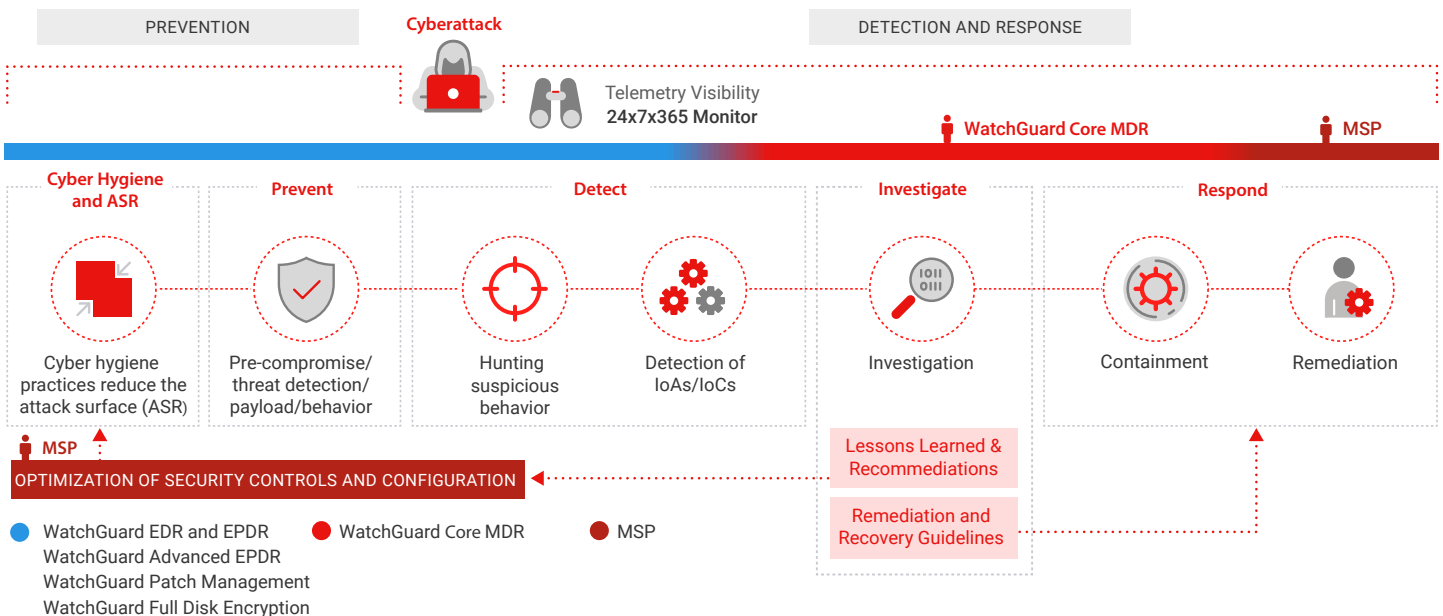 PREVENTION
Cyberattack
DETECTION AND RESPONSE
Telemetry Visibility
24x7x365 Monitor
WatchGuard Core MDR
MSP
Cyber Hygiene
and ASR
Prevent
Detect
Investigate
Respond
1011
0111
Cyber hygiene
practices reduce the
attack surface (ASR)
Pre-compromise/
threat detection/
payload/behavior
Hunting
suspicious
behavior
Detection of
IoAs/IoCs
Investigation
Containment
Remediation
MSP
OPTIMIZATION OF SECURITY CONTROLS AND CONFIGURATION
Lessons Learned &
Recommediations
Remediation and
Recovery Guidelines
WatchGuard EDR and EPDR
WatchGuard Advanced EPDR
WatchGuard Patch Management
WatchGuard Full Disk Encryption
WatchGuard Core MDR
MSP